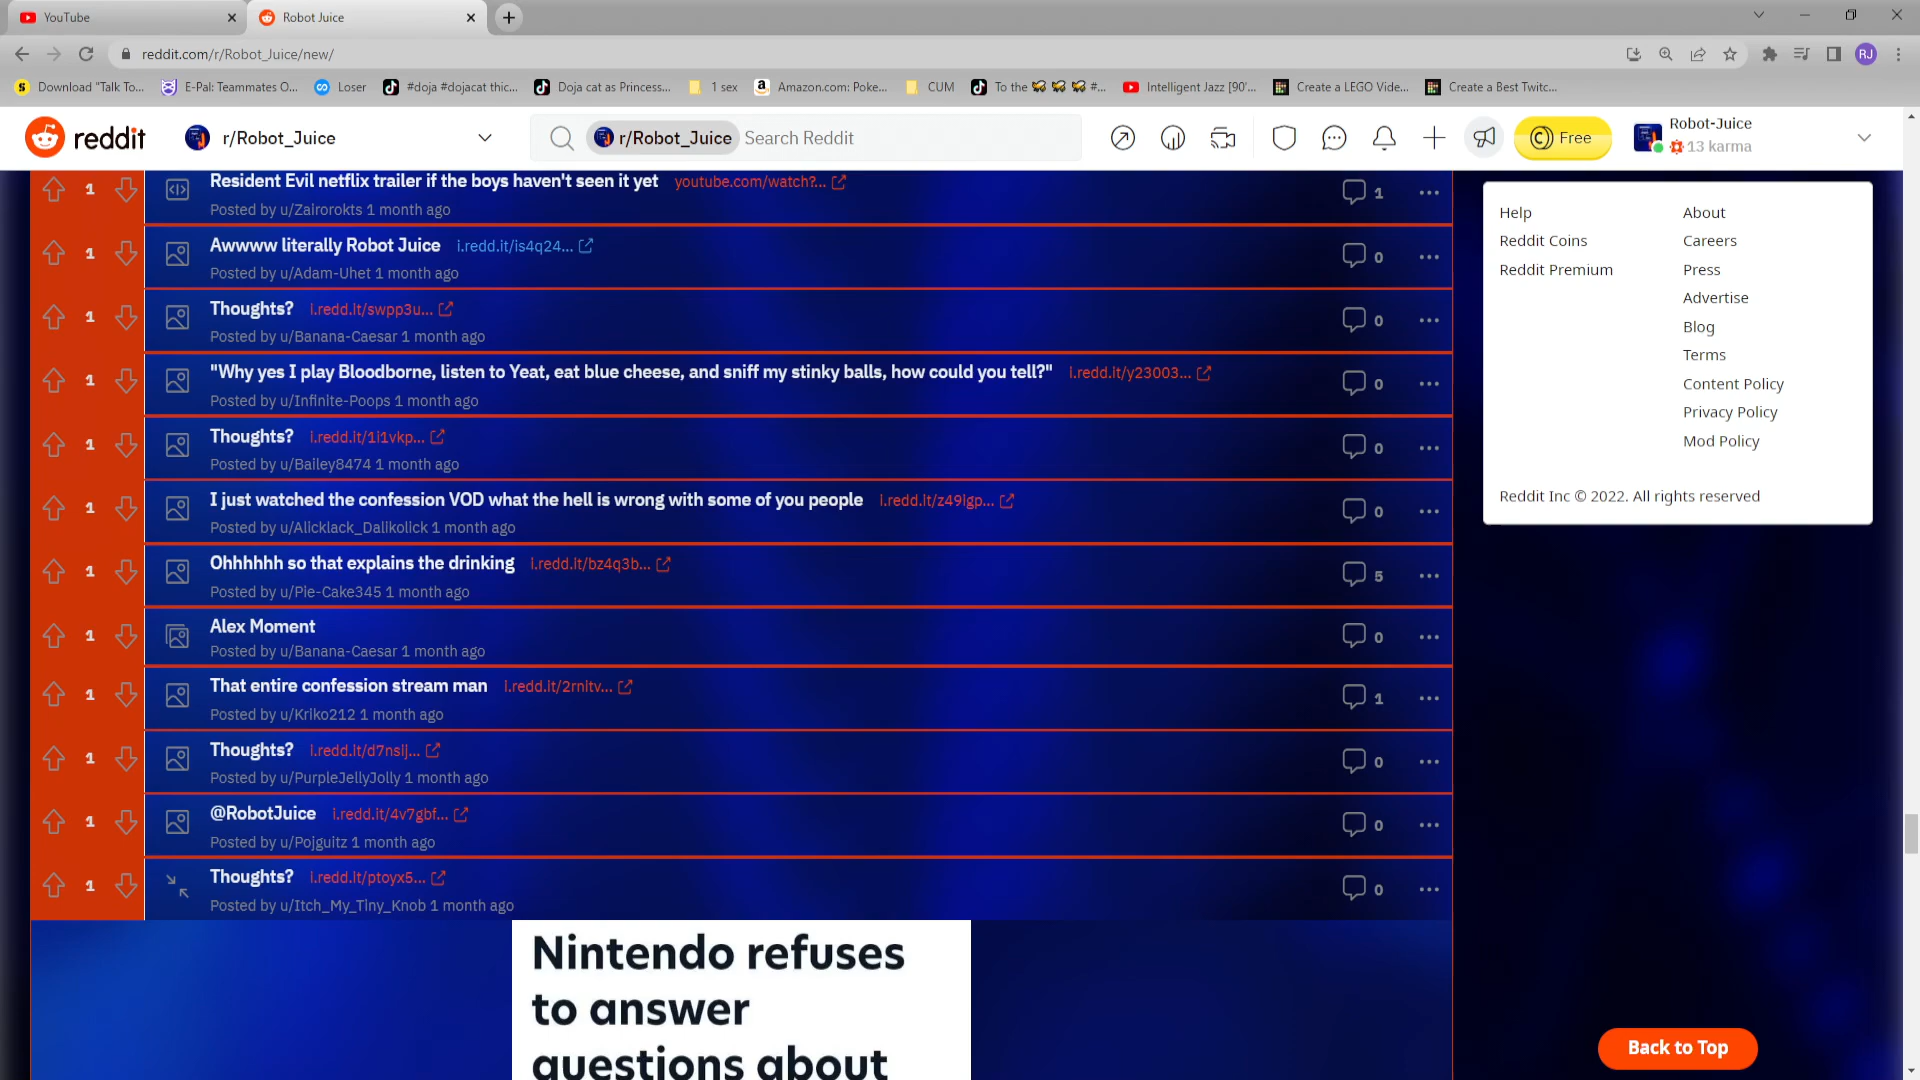 YouTube
Robot Juice
reddit.com/r/Robot_Juice/new/
RJ
Download "Talk To...
E-Pal: Teammates O...
Loser
#doja #dojacat thic...
Doja cat as Princess...
1 sex
Amazon.com: Poke...
CUM
To the 🐝 🐝 🐝 #...
Intelligent Jazz [90'...
Create a LEGO Vide...
Create a Best Twitc...
reddit
r/Robot_Juice
r/Robot_Juice Search Reddit
Free
Robot-Juice
13 karma
1
Resident Evil netflix trailer if the boys haven't seen it yet youtube.com/watch?...
Posted by u/Zairorokts 1 month ago
1
1
Awwww literally Robot Juice i.redd.it/is4q24...
Posted by u/Adam-Uhet 1 month ago
0
1
Thoughts? i.redd.it/swpp3u...
Posted by u/Banana-Caesar 1 month ago
0
1
"Why yes I play Bloodborne, listen to Yeat, eat blue cheese, and sniff my stinky balls, how could you tell?" i.redd.it/y23003...
Posted by u/Infinite-Poops 1 month ago
0
1
Thoughts? i.redd.it/1i1vkp...
Posted by u/Bailey8474 1 month ago
0
1
I just watched the confession VOD what the hell is wrong with some of you people i.redd.it/z49igp...
Posted by u/Alicklack_Dalikolick 1 month ago
0
1
Ohhhhhh so that explains the drinking i.redd.it/bz4q3b...
Posted by u/Pie-Cake345 1 month ago
5
1
Alex Moment
Posted by u/Banana-Caesar 1 month ago
0
1
That entire confession stream man i.redd.it/2rnitv...
Posted by u/Kriko212 1 month ago
1
1
Thoughts? i.redd.it/d7nsij...
Posted by u/PurpleJellyJolly 1 month ago
0
1
@RobotJuice i.redd.it/4v7gbf...
Posted by u/Pojguitz 1 month ago
0
1
Thoughts? i.redd.it/ptoyx5...
Posted by u/Itch_My_Tiny_Knob 1 month ago
0
Nintendo refuses
to answer
questions about
Help
Reddit Coins
Reddit Premium
About
Careers
Press
Advertise
Blog
Terms
Content Policy
Privacy Policy
Mod Policy
Reddit Inc © 2022. All rights reserved
Back to Top